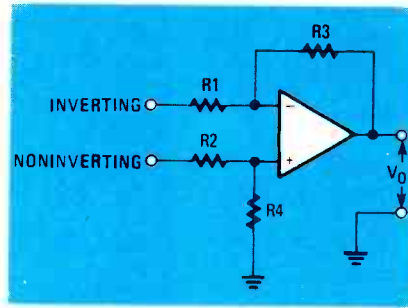 R3
R1
INVERTING
−
NONINVERTING
R2
+
R4
V₀